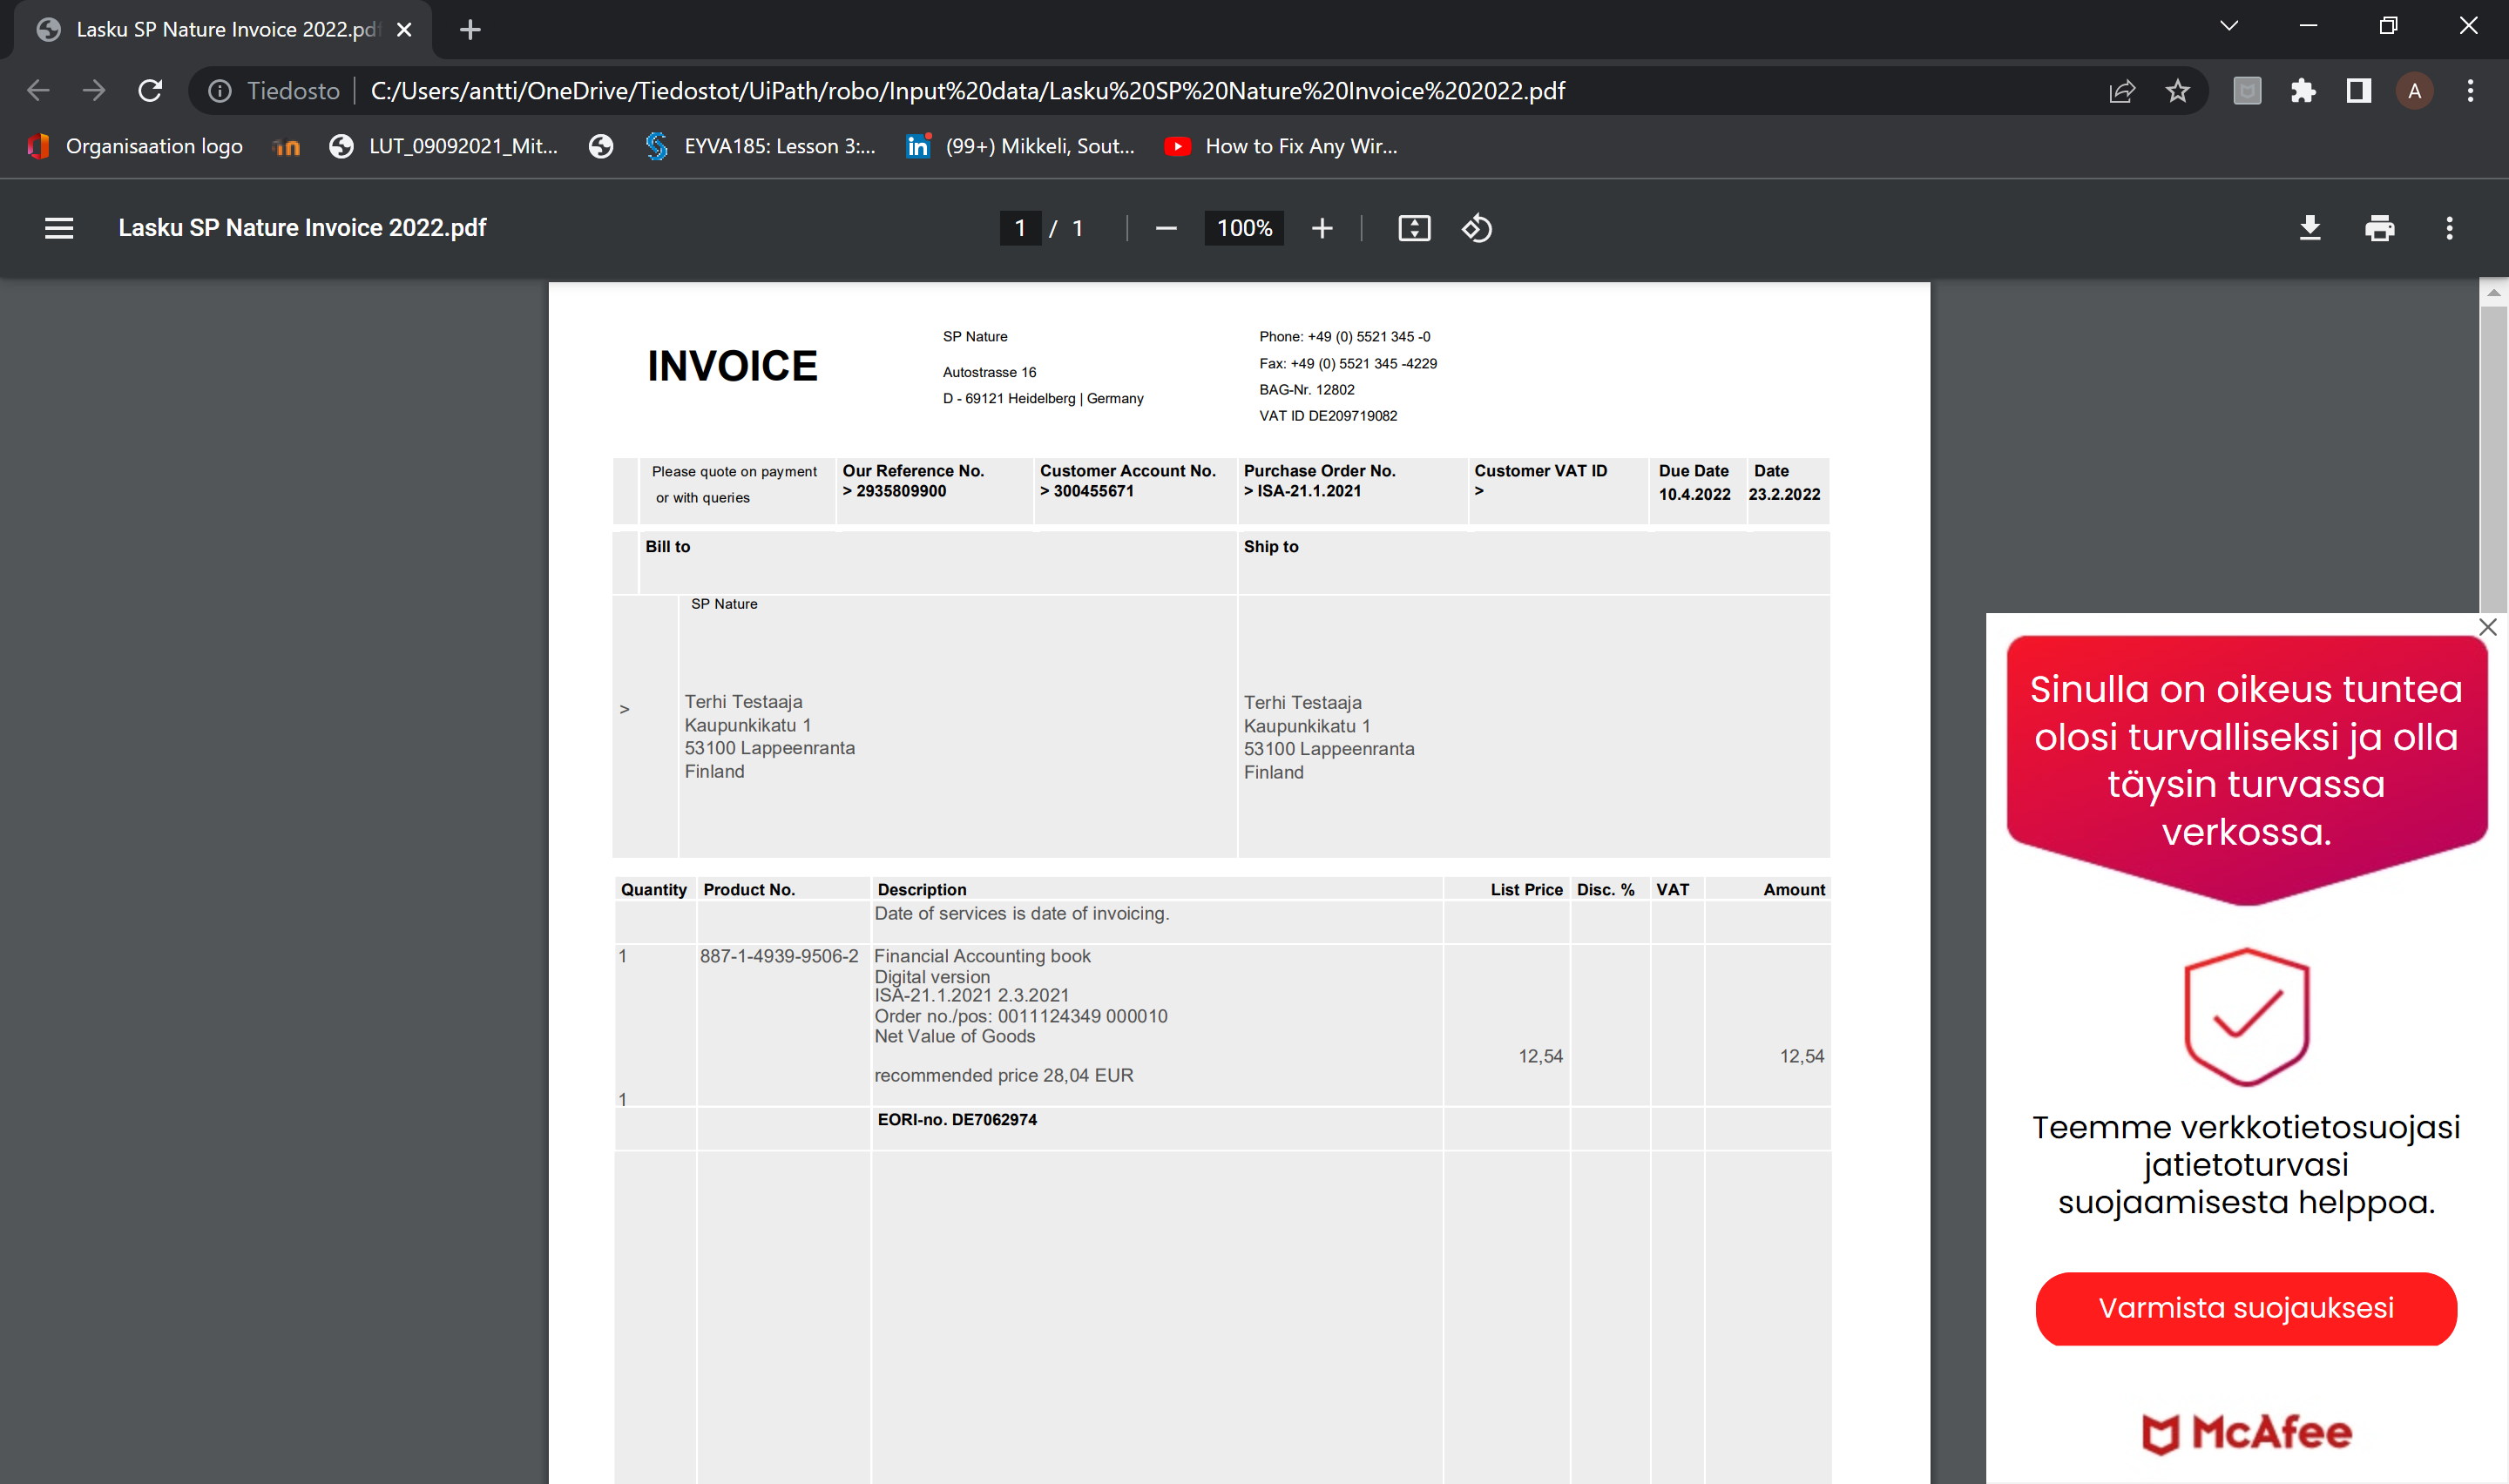 Lasku SP Nature Invoice 2022.pdf
Tiedosto C:/Users/antti/OneDrive/Tiedostot/UiPath/robo/Input%20data/Lasku%20SP%20Nature%20Invoice%202022.pdf
A
Organisaation logo
LUT_09092021_Mit...
EYVA185: Lesson 3:...
in
(99+) Mikkeli, Sout...
How to Fix Any Wir...
Lasku SP Nature Invoice 2022.pdf
1 / 1
100%
INVOICE
SP Nature
Autostrasse 16
D - 69121 Heidelberg | Germany
Phone: +49 (0) 5521 345 -0
Fax: +49 (0) 5521 345 -4229
BAG-Nr. 12802
VAT ID DE209719082
Please quote on payment
or with queries
Our Reference No.
> 2935809900
Customer Account No.
> 300455671
Purchase Order No.
> ISA-21.1.2021
Customer VAT ID
>
Due Date
10.4.2022
Date
23.2.2022
Bill to
Ship to
SP Nature
>
Terhi Testaaja
Kaupunkikatu 1
53100 Lappeenranta
Finland
Terhi Testaaja
Kaupunkikatu 1
53100 Lappeenranta
Finland
Quantity Product No. Description List Price Disc. % VAT Amount
Date of services is date of invoicing.
1 887-1-4939-9506-2 Financial Accounting book
Digital version
ISA-21.1.2021 2.3.2021
Order no./pos: 0011124349 000010
Net Value of Goods
12,54 12,54
recommended price 28,04 EUR
1
EORI-no. DE7062974
Sinulla on oikeus tuntea
olosi turvalliseksi ja olla
täysin turvassa
verkossa.
Teemme verkkotietosuojasi
jatietoturvasi
suojaamisesta helppoa.
Varmista suojauksesi
McAfee